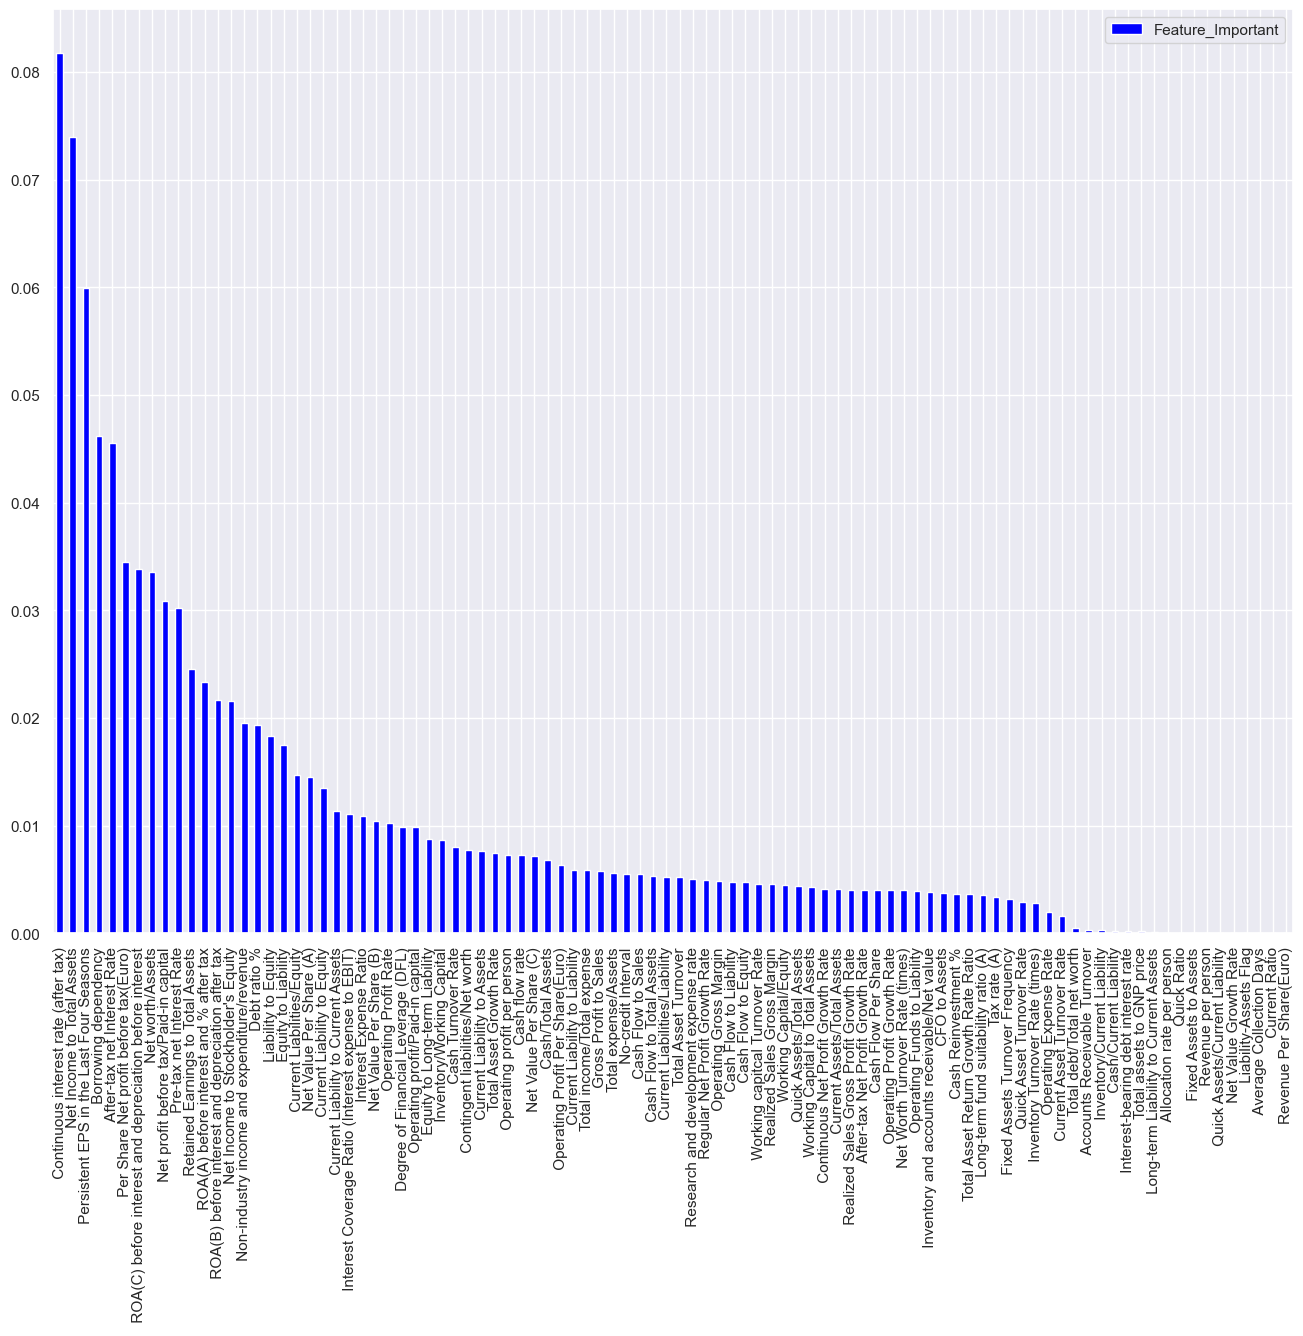 Feature_Important
0.08
0.07
0.06
0.05
0.04
0.03
0.02
0.01
0.00
Continuous interest rate (after tax)
Net Income to Total Assets
Persistent EPS in the Last Four Seasons
Borrowing dependency
After-tax net Interest Rate
Per Share Net profit before tax(Euro)
ROA(C) before interest and depreciation before interest
Net worth/Assets
Net profit before tax/Paid-in capital
Pre-tax net Interest Rate
Retained Earnings to Total Assets
ROA(A) before interest and % after tax
ROA(B) before interest and depreciation after tax
Net Income to Stockholder's Equity
Non-industry income and expenditure/revenue
Debt ratio %
Liability to Equity
Equity to Liability
Current Liabilities/Equity
Net Value Per Share (A)
Current Liability to Equity
Current Liability to Current Assets
Interest Coverage Ratio (Interest expense to EBIT)
Interest Expense Ratio
Net Value Per Share (B)
Operating Profit Rate
Degree of Financial Leverage (DFL)
Operating profit/Paid-in capital
Equity to Long-term Liability
Inventory/Working Capital
Cash Turnover Rate
Contingent liabilities/Net worth
Current Liability to Assets
Total Asset Growth Rate
Operating profit per person
Cash flow rate
Net Value Per Share (C)
Cash/Total Assets
Operating Profit Per Share(Euro)
Current Liability to Liability
Total income/Total expense
Gross Profit to Sales
Total expense/Assets
No-credit Interval
Cash Flow to Sales
Cash Flow to Total Assets
Current Liabilities/Liability
Total Asset Turnover
Research and development expense rate
Regular Net Profit Growth Rate
Operating Gross Margin
Cash Flow to Liability
Cash Flow to Equity
Working capitcal Turnover Rate
Realized Sales Gross Margin
Working Capital/Equity
Quick Assets/Total Assets
Working Capital to Total Assets
Continuous Net Profit Growth Rate
Current Assets/Total Assets
Realized Sales Gross Profit Growth Rate
After-tax Net Profit Growth Rate
Cash Flow Per Share
Operating Profit Growth Rate
Net Worth Turnover Rate (times)
Operating Funds to Liability
Inventory and accounts receivable/Net value
CFO to Assets
Cash Reinvestment %
Total Asset Return Growth Rate Ratio
Long-term fund suitability ratio (A)
Tax rate (A)
Fixed Assets Turnover Frequency
Quick Asset Turnover Rate
Inventory Turnover Rate (times)
Operating Expense Rate
Current Asset Turnover Rate
Total debt/Total net worth
Accounts Receivable Turnover
Inventory/Current Liability
Cash/Current Liability
Interest-bearing debt interest rate
Total assets to GNP price
Long-term Liability to Current Assets
Allocation rate per person
Quick Ratio
Fixed Assets to Assets
Revenue per person
Quick Assets/Current Liability
Net Value Growth Rate
Liability-Assets Flag
Average Collection Days
Current Ratio
Revenue Per Share(Euro)